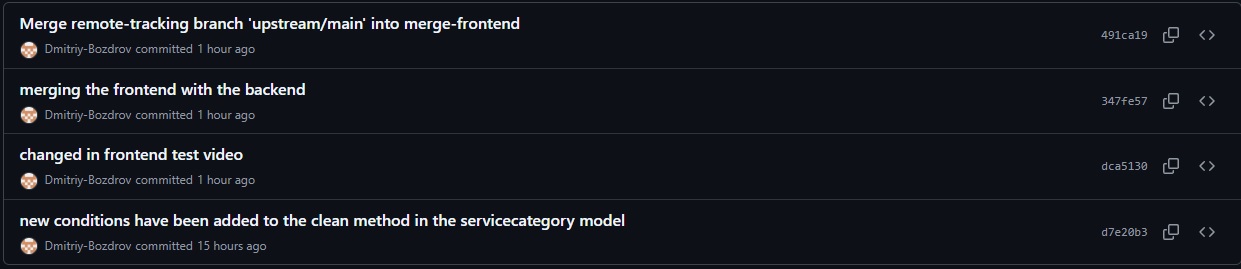 Merge remote-tracking branch 'upstream/main' into merge-frontend
Dmitriy-Bozdrov committed 1 hour ago
491ca19
merging the frontend with the backend
Dmitriy-Bozdrov committed 1 hour ago
347fe57
changed in frontend test video
Dmitriy-Bozdrov committed 1 hour ago
dca5130
new conditions have been added to the clean method in the servicecategory model
Dmitriy-Bozdrov committed 15 hours ago
d7e20b3